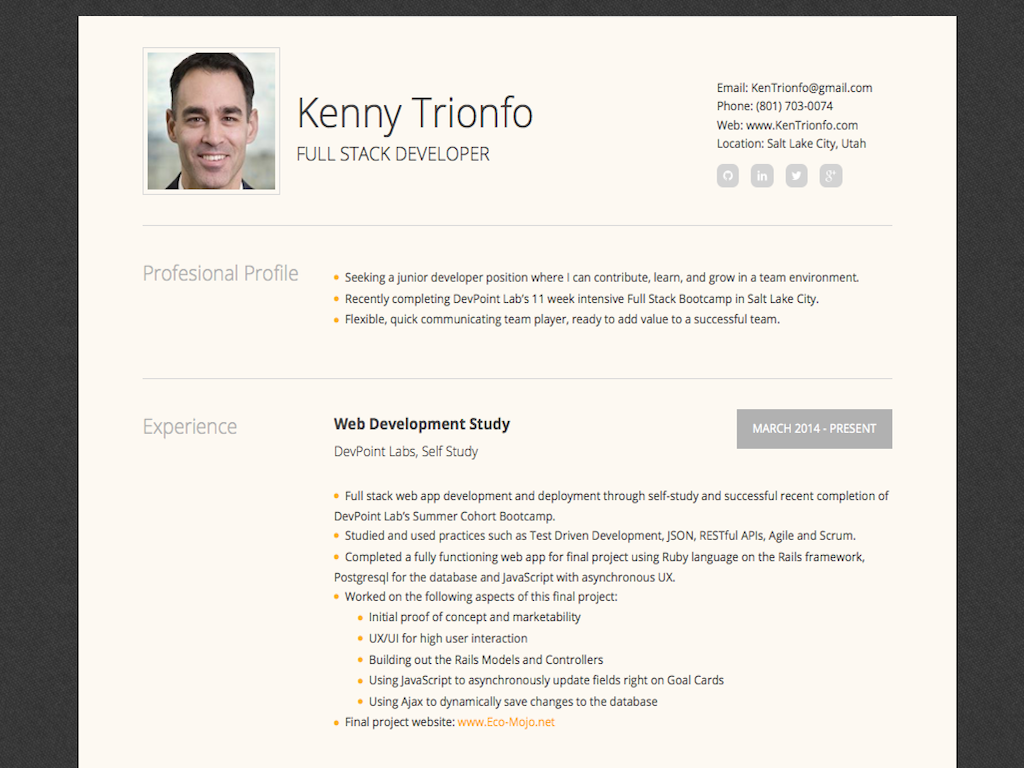 Kenny Trionfo
FULL STACK DEVELOPER
Email: KenTrionfo@gmail.com
Phone: (801) 703-0074
Web: www.KenTrionfo.com
Location: Salt Lake City, Utah
in
g+
Profesional Profile
Seeking a junior developer position where I can contribute, learn, and grow in a team environment.
Recently completing DevPoint Lab's 11 week intensive Full Stack Bootcamp in Salt Lake City.
Flexible, quick communicating team player, ready to add value to a successful team.
Experience
Web Development Study
MARCH 2014 - PRESENT
DevPoint Labs, Self Study
Full stack web app development and deployment through self-study and successful recent completion of
DevPoint Lab's Summer Cohort Bootcamp.
Studied and used practices such as Test Driven Development, JSON, RESTful APIs, Agile and Scrum.
Completed a fully functioning web app for final project using Ruby language on the Rails framework,
Postgresql for the database and JavaScript with asynchronous UX.
Worked on the following aspects of this final project:
Initial proof of concept and marketability
UX/UI for high user interaction
Building out the Rails Models and Controllers
Using JavaScript to asynchronously update fields right on Goal Cards
Using Ajax to dynamically save changes to the database
Final project website: www.Eco-Mojo.net